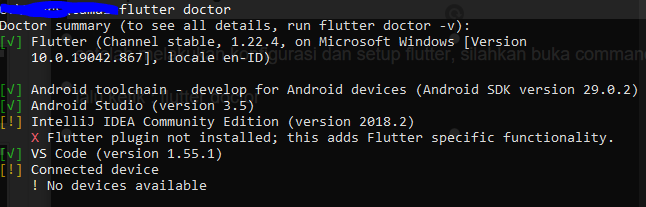 flutter doctor
Doctor summary (to see all details, run flutter doctor -v):
[√] Flutter (Channel stable, 1.22.4, on Microsoft Windows [Version
10.0.19042.867], locale en-ID)
[√] Android toolchain - develop for Android devices (Android SDK version 29.0.2)
[√] Android Studio (version 3.5)
[!] IntelliJ IDEA Community Edition (version 2018.2)
X Flutter plugin not installed; this adds Flutter specific functionality.
[√] VS Code (version 1.55.1)
[!] Connected device
! No devices available